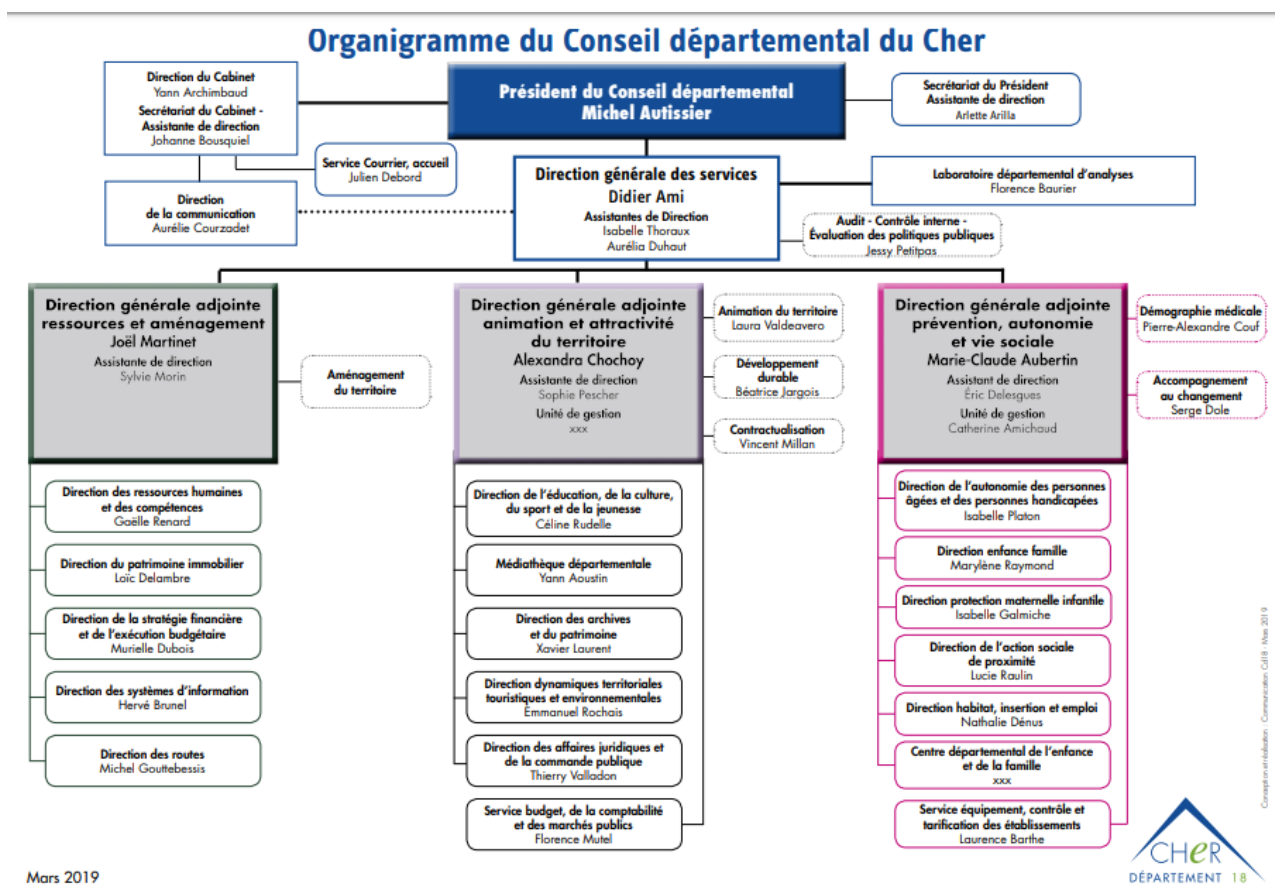 Organigramme du Conseil départemental du Cher
Direction du Cabinet
Yann Archimbaud
Secrétariat du Cabinet -
Assistante de direction
Johanne Bousquiel
Président du Conseil départemental
Michel Autissier
Secrétariat du Président
Assistante de direction
Arlette Arilla
Service Courrier, accueil
Julien Debord
Direction
de la communication
Aurélie Courzadet
Direction générale des services
Didier Ami
Assistantes de Direction
Isabelle Thoraux
Aurélia Duhaut
Laboratoire départemental d'analyses
Florence Baurier
Audit - Contrôle interne -
Évaluation des politiques publiques
Jessy Petitpas
Direction générale adjointe
ressources et aménagement
Joël Martinet
Assistante de direction
Sylvie Morin
Aménagement
du territoire
Direction des ressources humaines
et des compétences
Gaëlle Renard
Direction du patrimoine immobilier
Loïc Delambre
Direction de la stratégie financière
et de l'exécution budgétaire
Murielle Dubois
Direction des systèmes d'information
Hervé Brunel
Direction des routes
Michel Gouttebessis
Direction générale adjointe
animation et attractivité
du territoire
Alexandra Chochoy
Assistante de direction
Sophie Pescher
Unité de gestion
xxx
Animation du territoire
Laura Valdeavero
Développement
durable
Béatrice Jargois
Contractualisation
Vincent Millan
Direction de l'éducation, de la culture,
du sport et de la jeunesse
Céline Rudelle
Médiathèque départementale
Yann Aoustin
Direction des archives
et du patrimoine
Xavier Laurent
Direction dynamiques territoriales
touristiques et environnementales
Emmanuel Rochais
Direction des affaires juridiques et
de la commande publique
Thierry Valladon
Service budget, de la comptabilité
et des marchés publics
Florence Mutel
Direction générale adjointe
prévention, autonomie
et vie sociale
Marie-Claude Aubertin
Assistant de direction
Éric Delesgues
Unité de gestion
Catherine Amichaud
Démographie médicale
Pierre-Alexandre Couf
Accompagnement
au changement
Serge Dole
Direction de l'autonomie des personnes
âgées et des personnes handicapées
Isabelle Platon
Direction enfance famille
Marylène Raymond
Direction protection maternelle infantile
Isabelle Galmiche
Direction de l'action sociale
de proximité
Lucie Raulin
Direction habitat, insertion et emploi
Nathalie Dénus
Centre départemental de l'enfance
et de la famille
xxx
Service équipement, contrôle et
tarification des établissements
Laurence Barthe
Conception et réalisation : Communication Cd18 - Mars 2019
CHeR
DÉPARTEMENT 18
Mars 2019